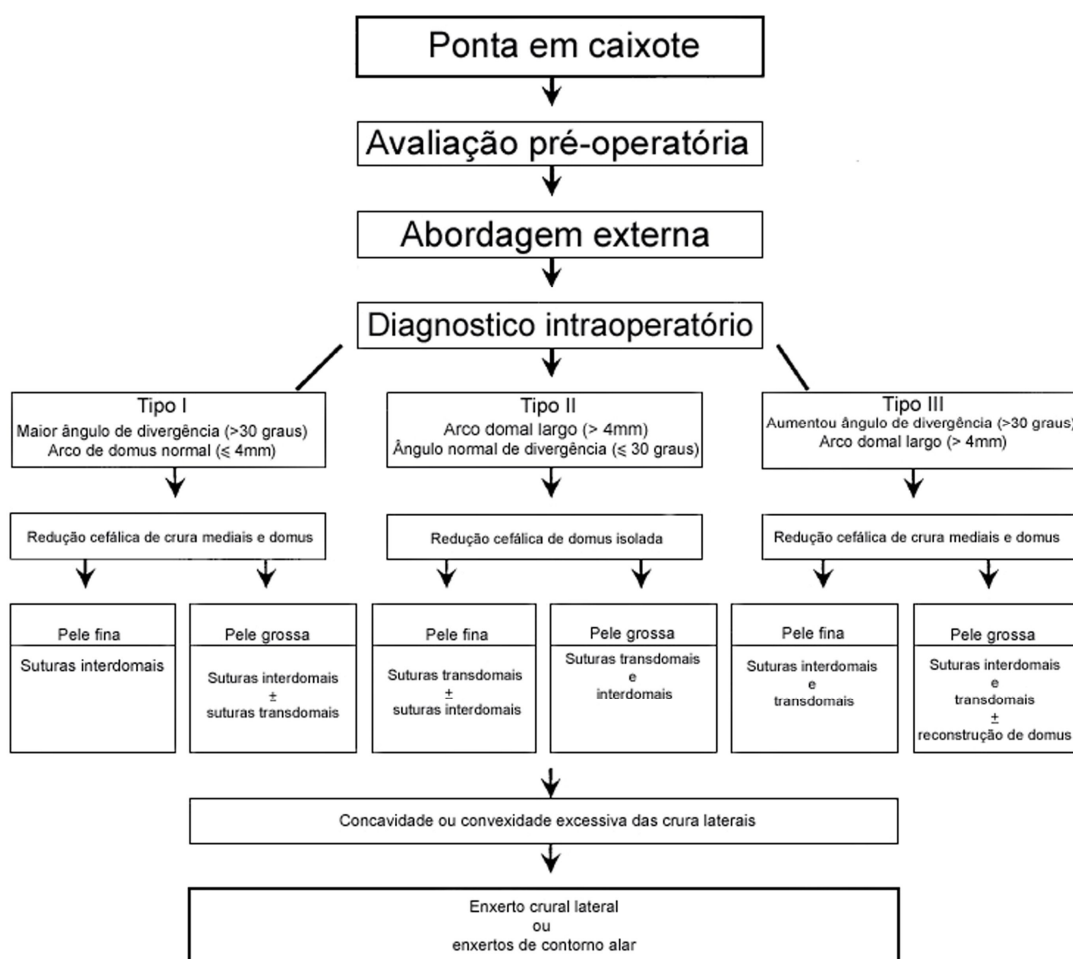 Ponta em caixote
Avaliação pré-operatória
Abordagem externa
Diagnostico intraoperatório
Tipo I
Maior ângulo de divergência (>30 graus)
Arco de domus normal (⩽ 4mm)
Tipo II
Arco domal largo (> 4mm)
Ângulo normal de divergência (⩽ 30 graus)
Tipo III
Aumentou ângulo de divergência (>30 graus)
Arco domal largo (> 4mm)
Redução cefálica de crura mediais e domus
Redução cefálica de domus isolada
Redução cefálica de crura mediais e domus
Pele fina
Suturas interdomais
Pele grossa
Suturas interdomais
±
suturas transdomais
Pele fina
Suturas transdomais
±
suturas interdomais
Pele grossa
Suturas transdomais
e
interdomais
Pele fina
Suturas interdomais
e
transdomais
Pele grossa
Suturas interdomais
e
transdomais
±
reconstrução de domus
Concavidade ou convexidade excessiva das crura laterais
Enxerto crural lateral
ou
enxertos de contorno alar